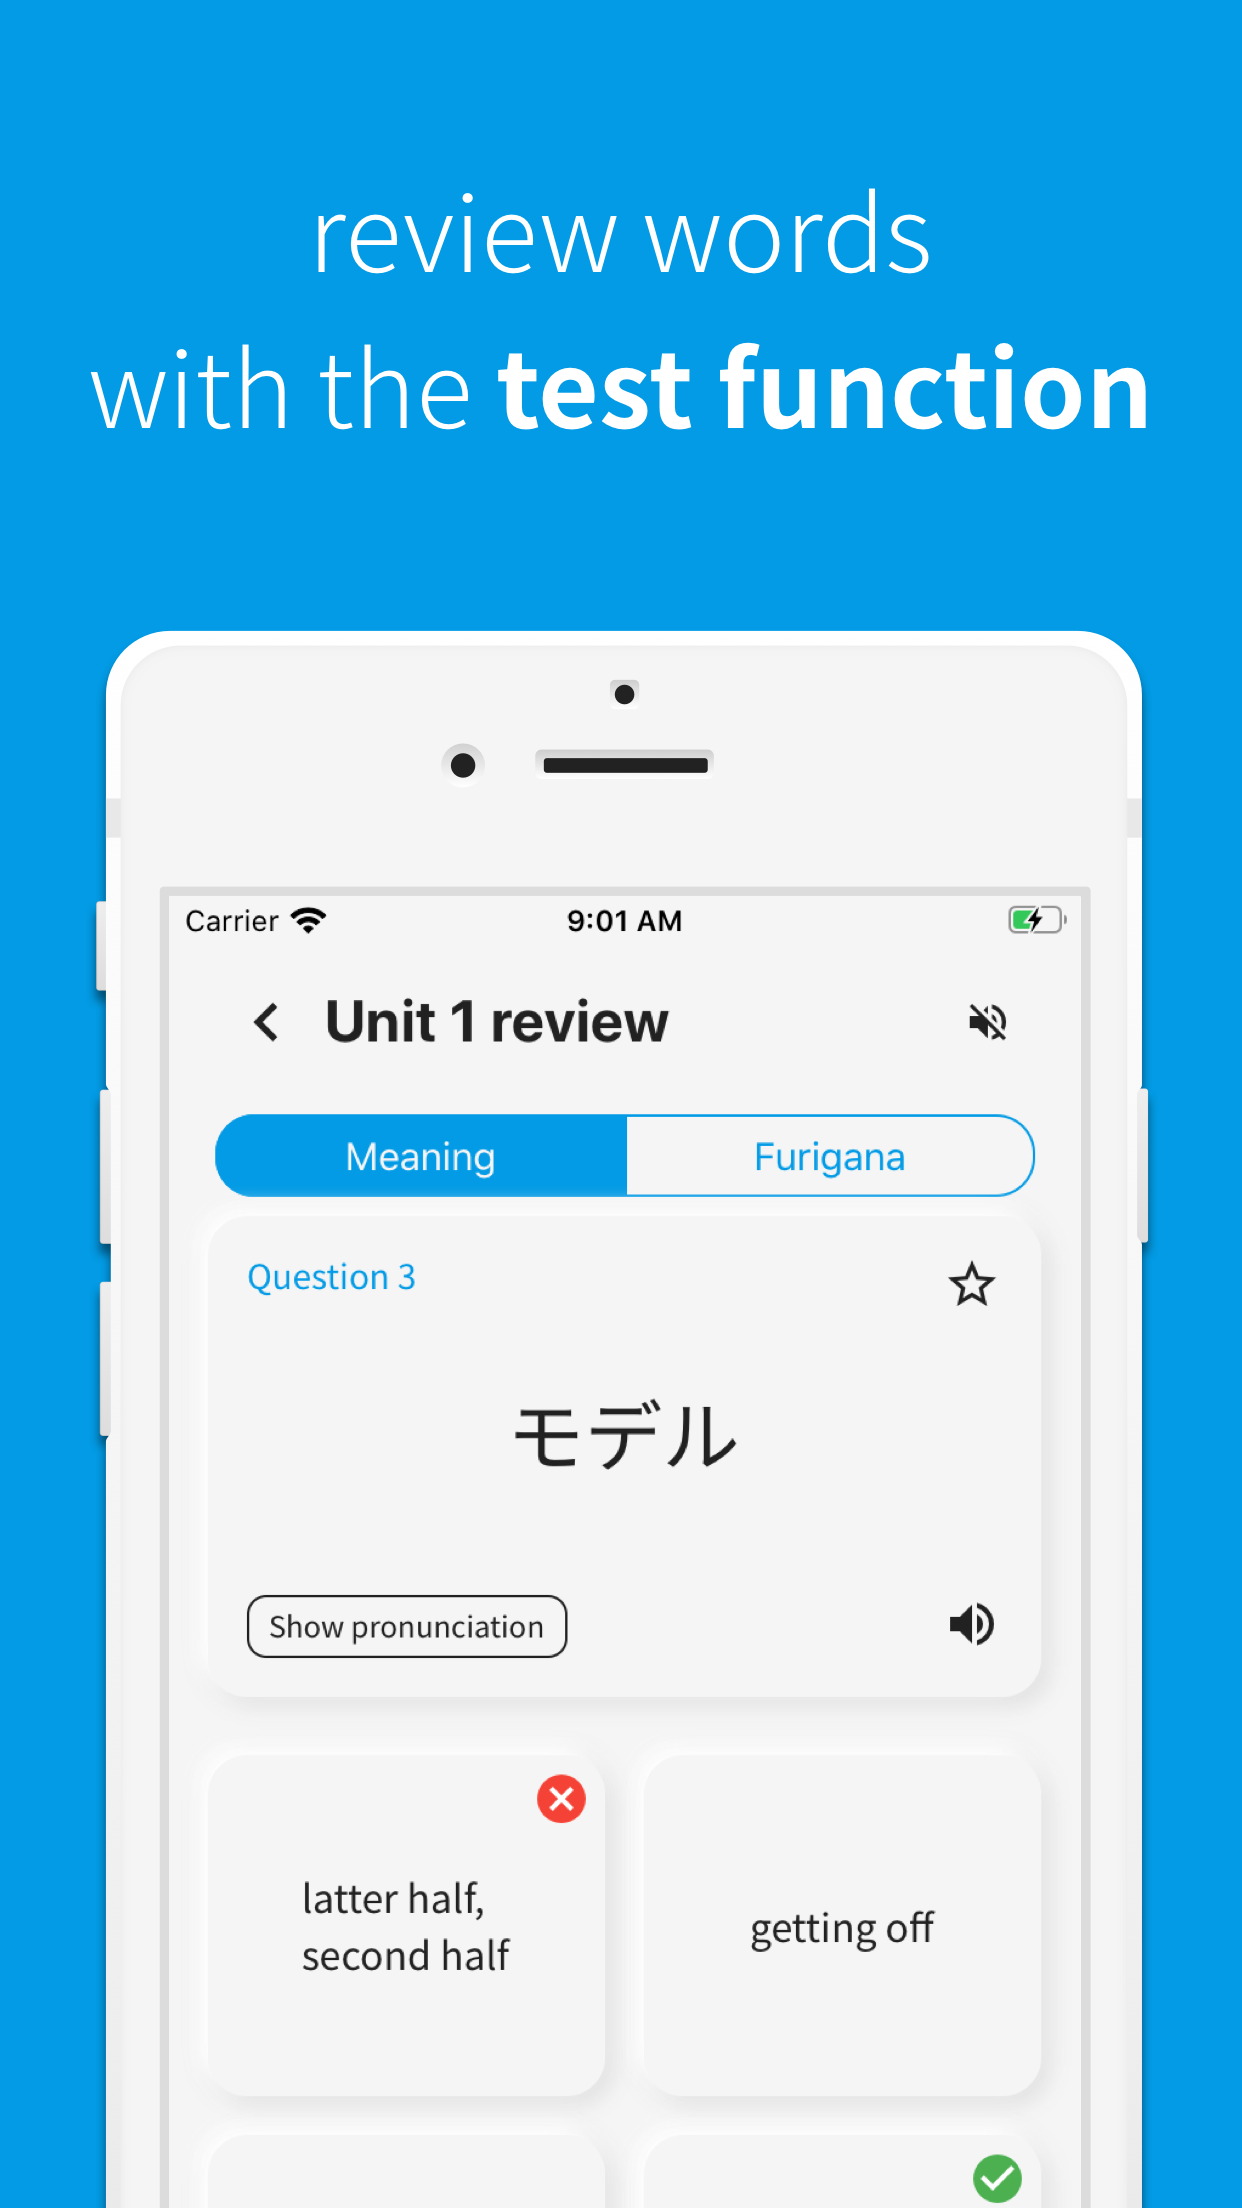 review words
with the test function
Carrier
9:01 AM
Unit 1 review
Meaning
Furigana
Question 3
モデル
Show pronunciation
latter half,
second half
getting off